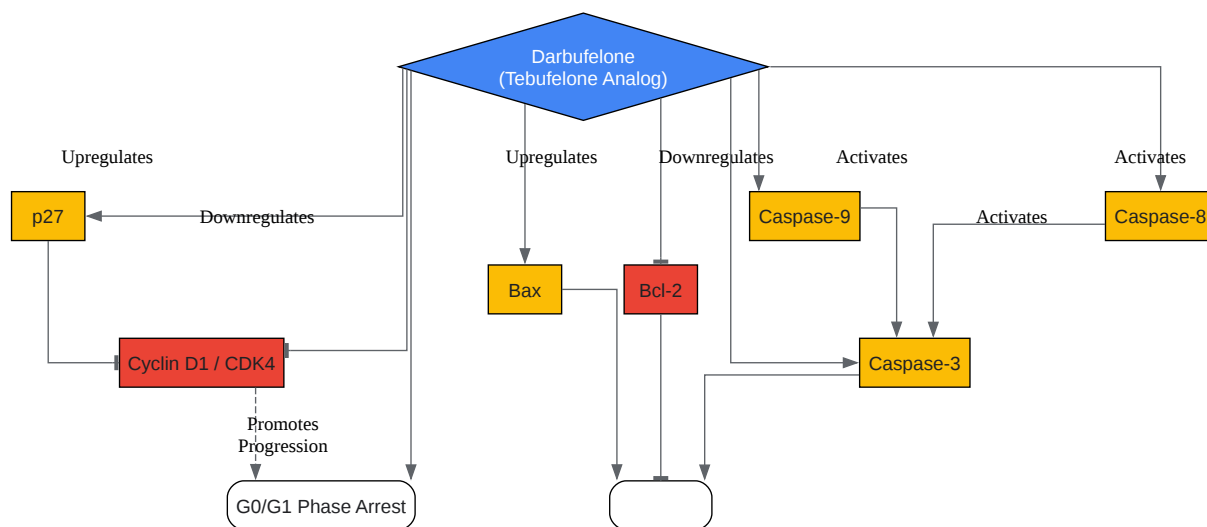 Darbufelone
(Tebufelone Analog)
Upregulates
Upregulates
Downregulates
Activates
Activates
p27
Downregulates
Caspase-9
Activates
Caspase-8
Bax
Bcl-2
Cyclin D1 / CDK4
Caspase-3
Promotes
Progression
G0/G1 Phase Arrest